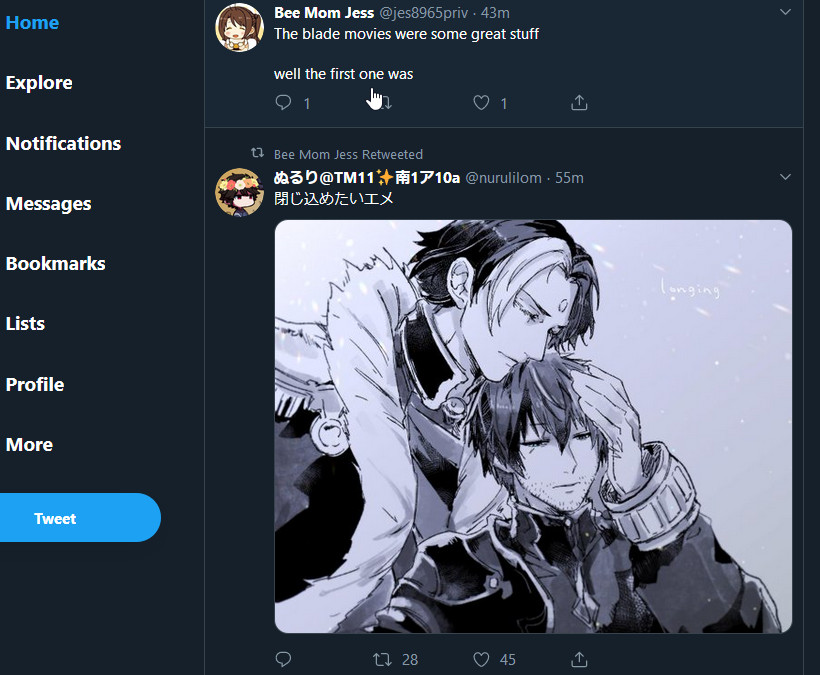 Home
Explore
Notifications
Messages
Bookmarks
Lists
Profile
More
Tweet
Bee Mom Jess @jes8965priv · 43m
The blade movies were some great stuff
well the first one was
1
1
Bee Mom Jess Retweeted
ぬるり@TM11✨南1ア10a @nurulilom · 55m
閉じ込めたいエメ
longing
28
45